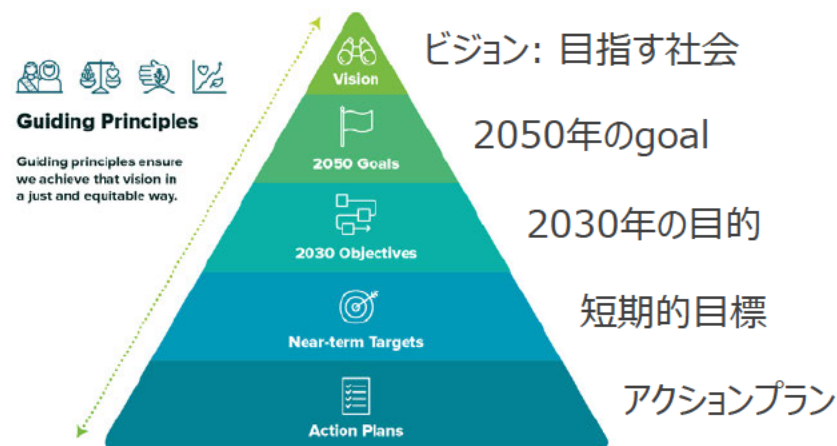 Guiding Principles
Guiding principles ensure
we achieve that vision in
a just and equitable way.
Vision
ビジョン: 目指す社会
2050 Goals
2050年のgoal
2030 Objectives
2030年の目的
Near-term Targets
短期的目標
Action Plans
アクションプラン